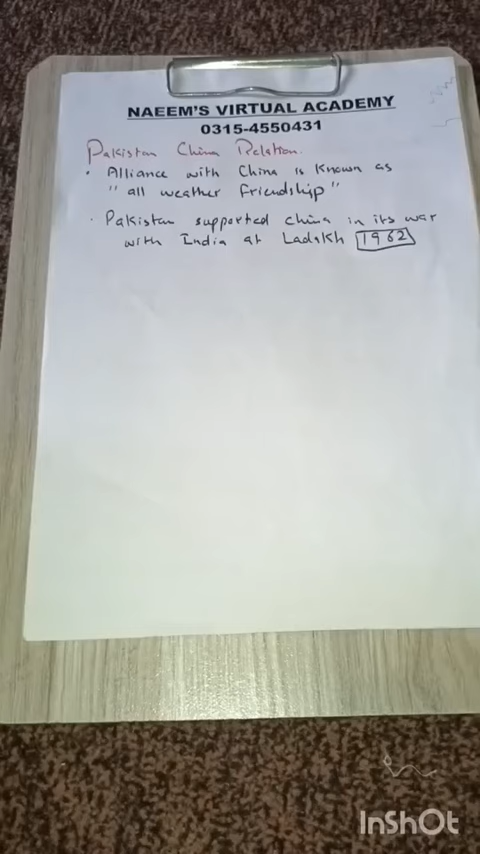 NAEEM'S VIRTUAL ACADEMY
0315-4550431
Pakistan China Relation.
• Alliance with China is known as
" all weather friendship"
• Pakistan supported China in its war
with India at Ladakh 1962
InShOt